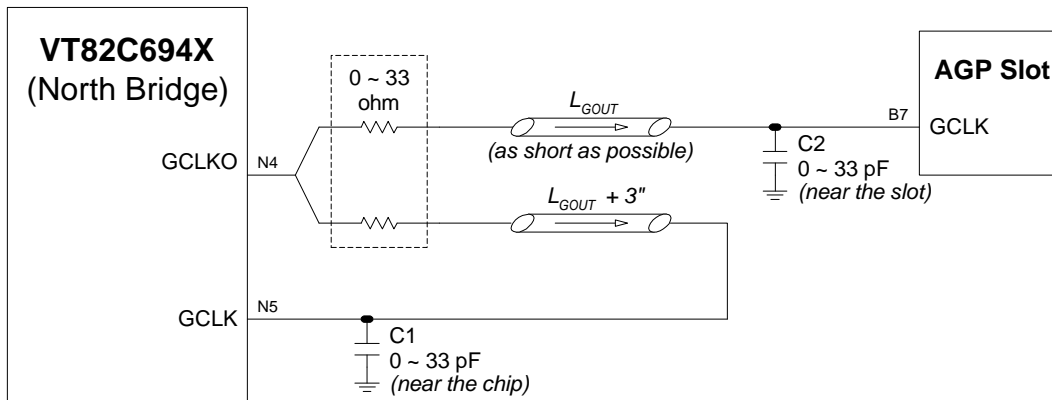 VT82C694X
(North Bridge)
0 ~ 33
ohm
L_GOUT
(as short as possible)
AGP Slot
B7
GCLK
C2
0 ~ 33 pF
(near the slot)
GCLKO
N4
L_GOUT + 3"
GCLK
N5
C1
0 ~ 33 pF
(near the chip)